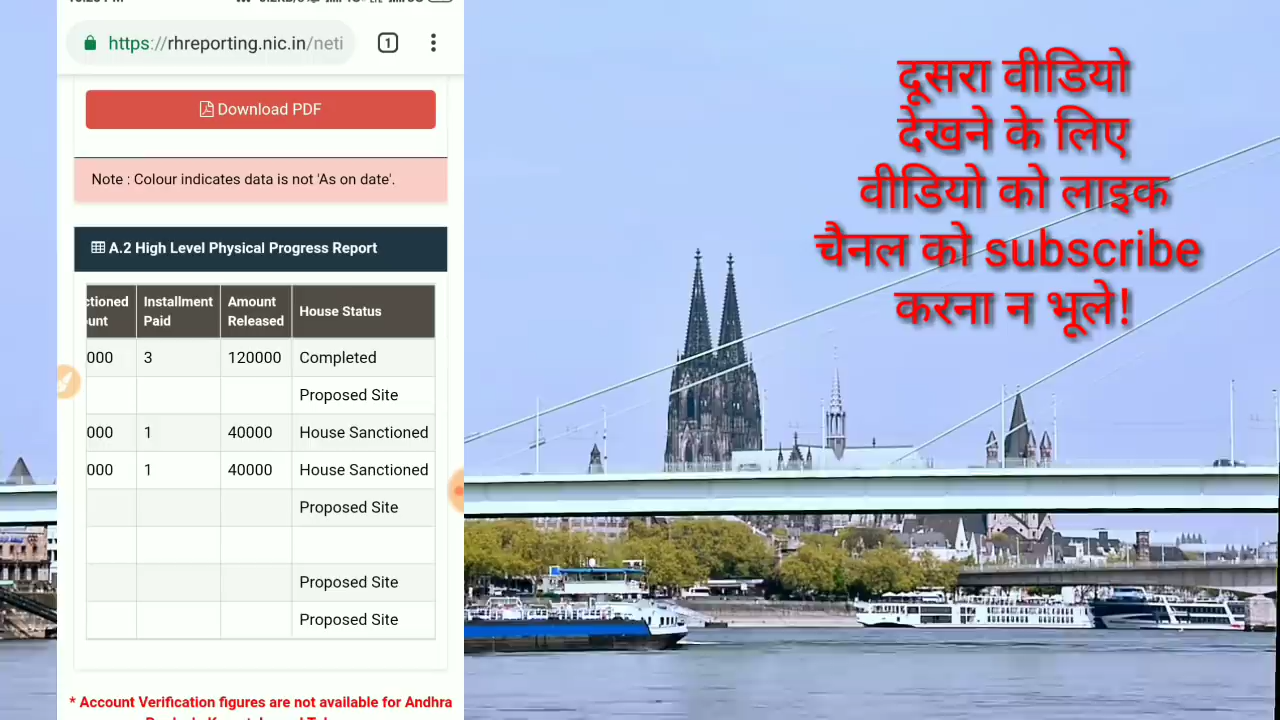 https://rhreporting.nic.in/neti
1
Download PDF
Note : Colour indicates data is not 'As on date'.
A.2 High Level Physical Progress Report
Installment Paid
Amount Released
House Status
000 3 120000 Completed
Proposed Site
000 1 40000 House Sanctioned
000 1 40000 House Sanctioned
Proposed Site
Proposed Site
Proposed Site
* Account Verification figures are not available for Andhra
दूसरा वीडियो
देखने के लिए
वीडियो को लाइक
चैनल को subscribe
करना न भूले!